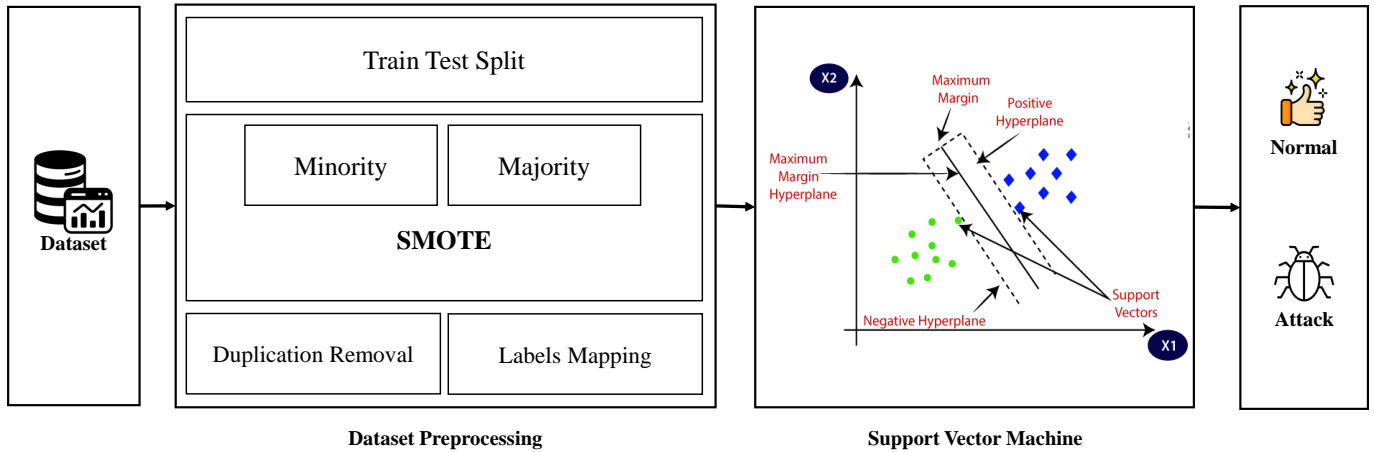 Dataset
Train Test Split
Minority
Majority
SMOTE
Duplication Removal
Labels Mapping
Dataset Preprocessing
X2
Maximum
Margin
Positive
Hyperplane
Maximum
Margin
Hyperplane
Negative Hyperplane
Support
Vectors
X1
Support Vector Machine
Normal
Attack